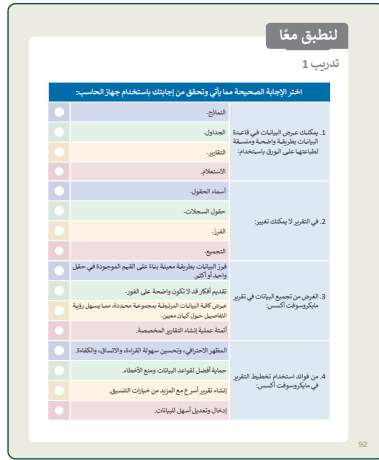 لنطبق معًا
تدريب 1
اختر الإجابة الصحيحة مما يأتي وتحقق من إجابتك باستخدام جهاز الحاسب:
1. يمكنك عرض البيانات في قاعدة
البيانات بطريقة واضحة ومنسقة
لطباعتها على الورق باستخدام:
النماذج.
الجداول.
التقارير.
الاستعلام.
2. في التقرير لا يمكنك تغيير:
أسماء الحقول.
حقول السجلات.
الفرز.
التجميع.
3. الغرض من تجميع البيانات في تقرير
مايكروسوفت أكسس:
فرز البيانات بطريقة معينة بناءً على القيم الموجودة في حقل
واحد أو أكثر.
تقديم أفكار قد لا تكون واضحة على الفور.
عرض كافة البيانات المرتبطة بمجموعة محددة، مما يسهل رؤية
التفاصيل حول كيان معين.
أتمتة عملية إنشاء التقارير المخصصة.
4. من فوائد استخدام تخطيط التقرير
في مايكروسوفت أكسس:
المظهر الاحترافي، وتحسين سهولة القراءة، والاتساق، والكفاءة.
حماية أفضل لقواعد البيانات ومنع الأخطاء.
إنشاء تقرير أسرع مع المزيد من خيارات التنسيق.
إدخال وتعديل أسهل للبيانات.
92